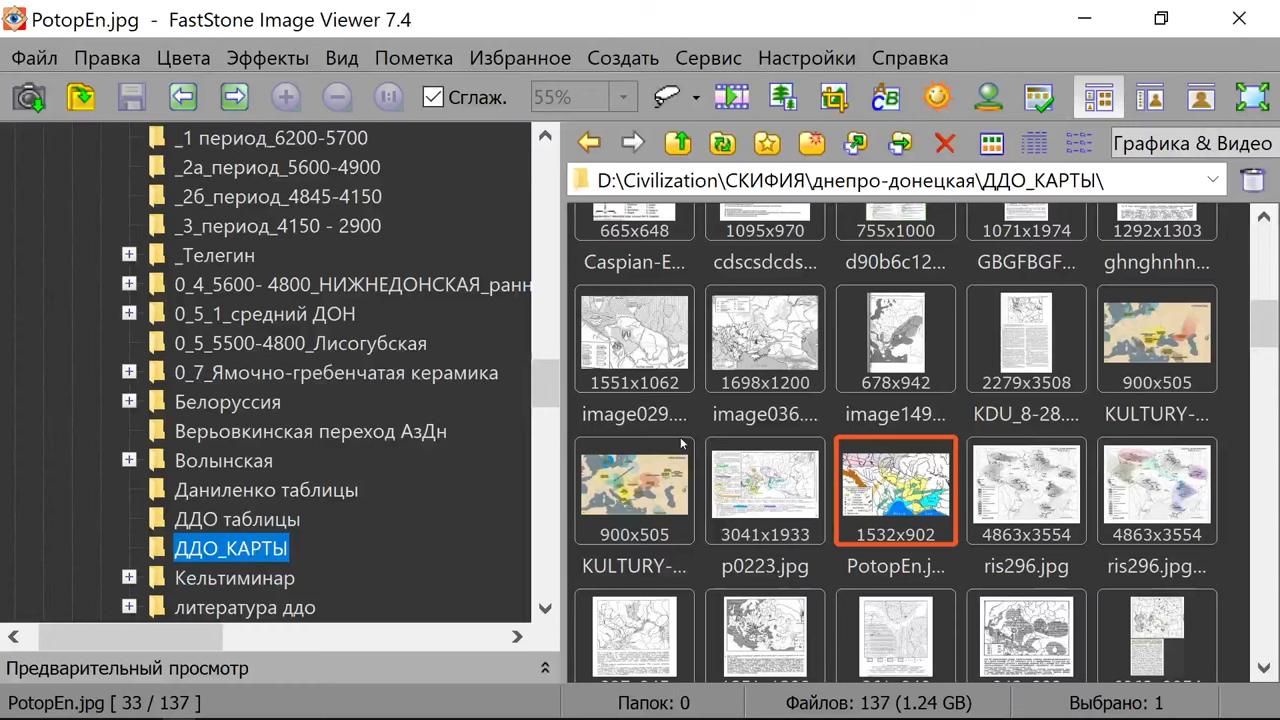 PotopEn.jpg - FastStone Image Viewer 7.4
Файл Правка Цвета Эффекты Вид Пометка Избранное Создать Сервис Настройки Справка
Сглаж. 55%
Графика & Видео
D:\Civilization\СКИФИЯ\днепро-донецкая\ДДО_КАРТЫ\
_1 период_6200-5700
_2а_период_5600-4900
_2б_период_4845-4150
_3_период_4150 - 2900
_Телегин
0_4_5600- 4800_НИЖНЕДОНСКАЯ_ранн
0_5_1_средний ДОН
0_5_5500-4800_Лисогубская
0_7_Ямочно-гребенчатая керамика
Белоруссия
Верьовкинская переход АзДн
Волынская
Даниленко таблицы
ДДО таблицы
ДДО_КАРТЫ
Кельтиминар
литература ддо
665x648 1095x970 755x1000 1071x1974 1292x1303
Caspian-E... cdscsdcds... d90b6c12... GBGFBGF... ghnghnhn...
1551x1062 1698x1200 678x942 2279x3508 900x505
image029.... image036.... image149... KDU_8-28.... KULTURY-...
900x505 3041x1933 1532x902 4863x3554 4863x3554
KULTURY-... p0223.jpg PotopEn.j... ris296.jpg ris296.jpg...
Предварительный просмотр
PotopEn.jpg [ 33 / 137 ]
Папок: 0
Файлов: 137 (1.24 GB)
Выбрано: 1